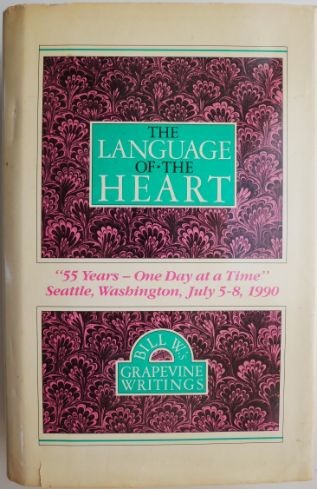 THE
LANGUAGE
OF·THE
HEART
"55 Years – One Day at a Time"
Seattle, Washington, July 5-8, 1990
BILL W.'s
GRAPEVINE
WRITINGS